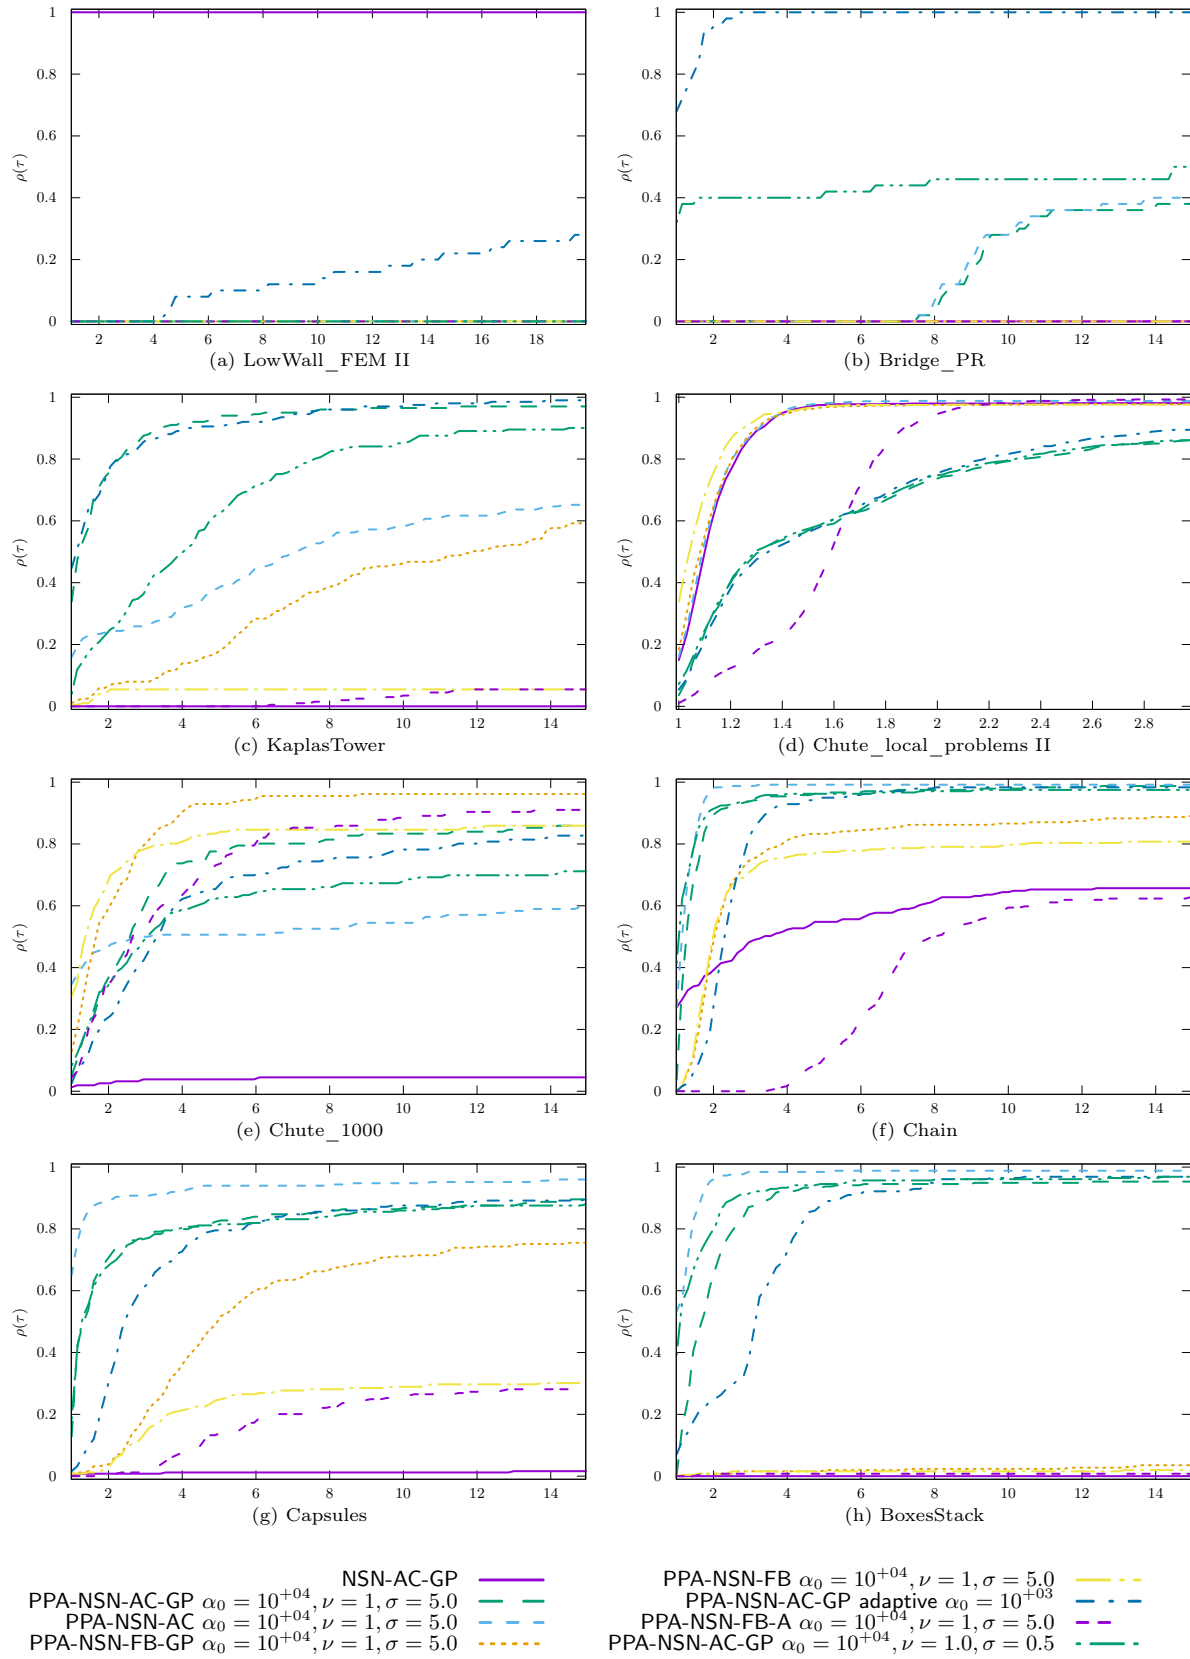 1
0.8
0.6
ρ(τ)
0.4
0.2
0
2 4 6 8 10 12 14 16 18
(a) LowWall_FEM II
1
0.8
0.6
ρ(τ)
0.4
0.2
0
2 4 6 8 10 12 14
(b) Bridge_PR
1
0.8
0.6
ρ(τ)
0.4
0.2
0
2 4 6 8 10 12 14
(c) KaplasTower
1
0.8
0.6
ρ(τ)
0.4
0.2
0
1 1.2 1.4 1.6 1.8 2 2.2 2.4 2.6 2.8
(d) Chute_local_problems II
1
0.8
0.6
ρ(τ)
0.4
0.2
0
2 4 6 8 10 12 14
(e) Chute_1000
1
0.8
0.6
ρ(τ)
0.4
0.2
0
2 4 6 8 10 12 14
(f) Chain
1
0.8
0.6
ρ(τ)
0.4
0.2
0
2 4 6 8 10 12 14
(g) Capsules
1
0.8
0.6
ρ(τ)
0.4
0.2
0
2 4 6 8 10 12 14
(h) BoxesStack
NSN-AC-GP
PPA-NSN-AC-GP α₀ = 10⁺⁰⁴, ν = 1, σ = 5.0
PPA-NSN-AC α₀ = 10⁺⁰⁴, ν = 1, σ = 5.0
PPA-NSN-FB-GP α₀ = 10⁺⁰⁴, ν = 1, σ = 5.0
PPA-NSN-FB α₀ = 10⁺⁰⁴, ν = 1, σ = 5.0
PPA-NSN-AC-GP adaptive α₀ = 10⁺⁰³
PPA-NSN-FB-A α₀ = 10⁺⁰⁴, ν = 1, σ = 5.0
PPA-NSN-AC-GP α₀ = 10⁺⁰⁴, ν = 1.0, σ = 0.5